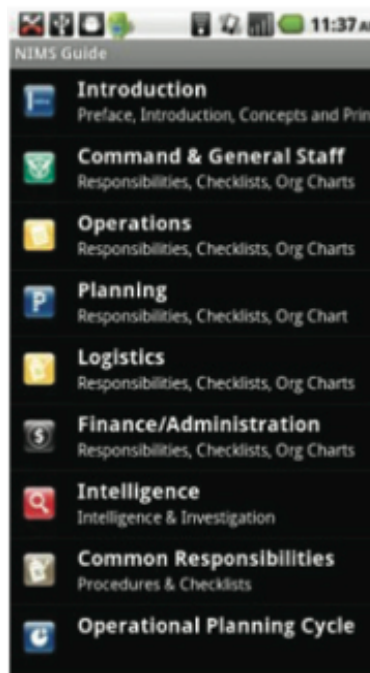 11:37 AM
NIMS Guide
Introduction
Preface, Introduction, Concepts and Prin
Command & General Staff
Responsibilities, Checklists, Org Charts
Operations
Responsibilities, Checklists, Org Charts
Planning
P
Responsibilities, Checklists, Org Chart
Logistics
Responsibilities, Checklists, Org Charts
Finance/Administration
$
Responsibilities, Checklists, Org Charts
Intelligence
Intelligence & Investigation
Common Responsibilities
Procedures & Checklists
Operational Planning Cycle